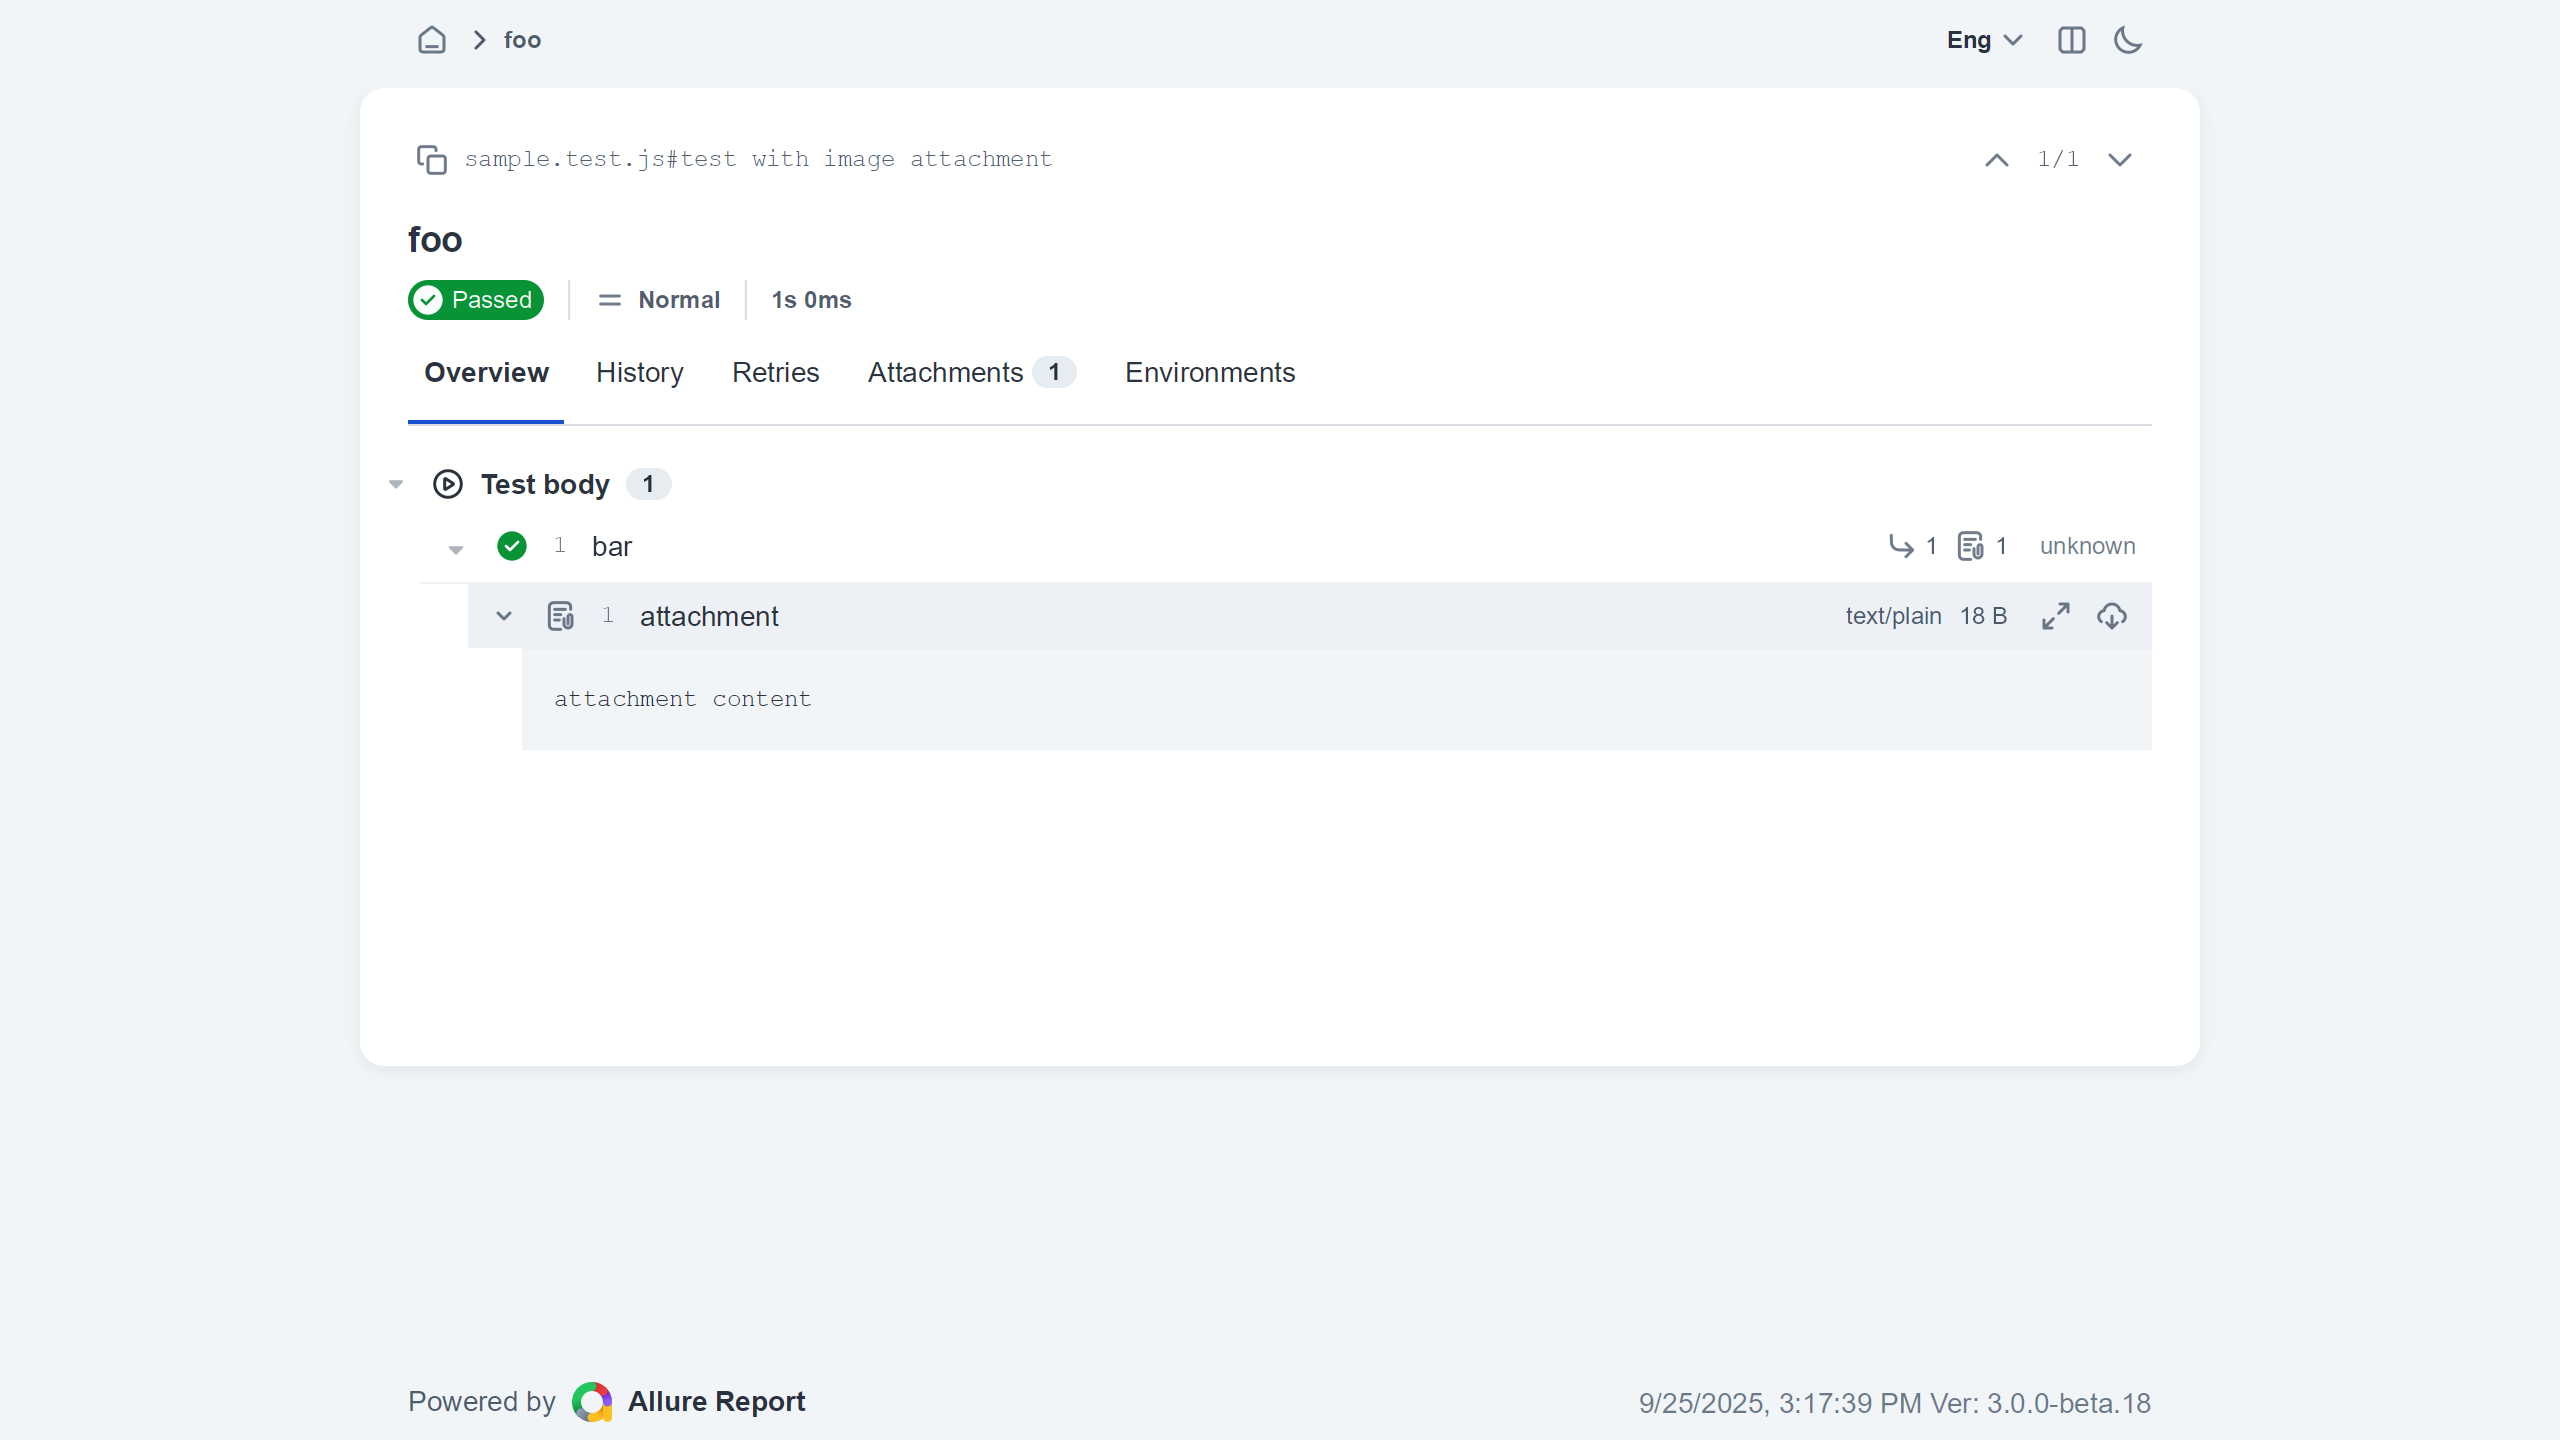 foo
Eng
sample.test.js#test with image attachment
1/1
foo
Passed
Normal
1s 0ms
Overview
History
Retries
Attachments 1
Environments
Test body 1
1 bar
1
1
unknown
1 attachment
text/plain
18 B
attachment content
Powered by Allure Report
9/25/2025, 3:17:39 PM Ver: 3.0.0-beta.18